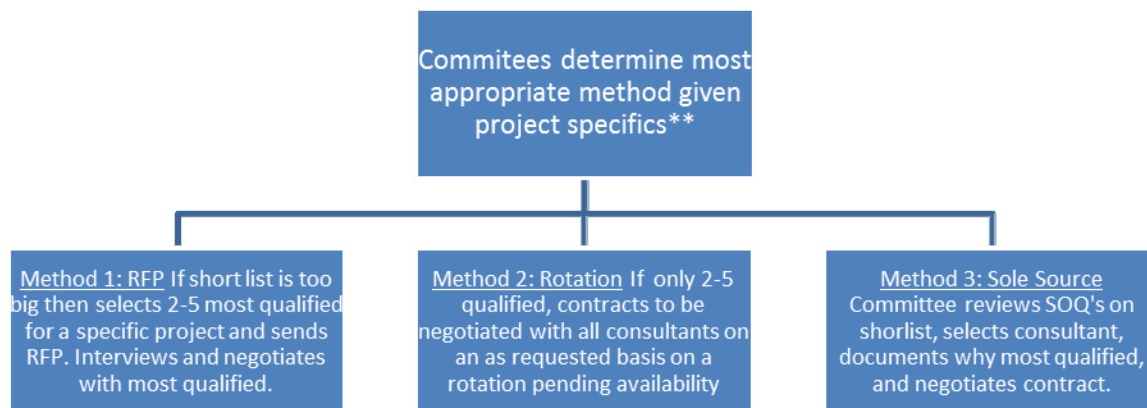 Commitees determine most
appropriate method given
project specifics**
Method 1: RFP If short list is too
big then selects 2-5 most qualified
for a specific project and sends
RFP. Interviews and negotiates
with most qualified.
Method 2: Rotation If only 2-5
qualified, contracts to be
negotiated with all consultants on
an as requested basis on a
rotation pending availability
Method 3: Sole Source
Committee reviews SOQ's on
shortlist, selects consultant,
documents why most qualified,
and negotiates contract.